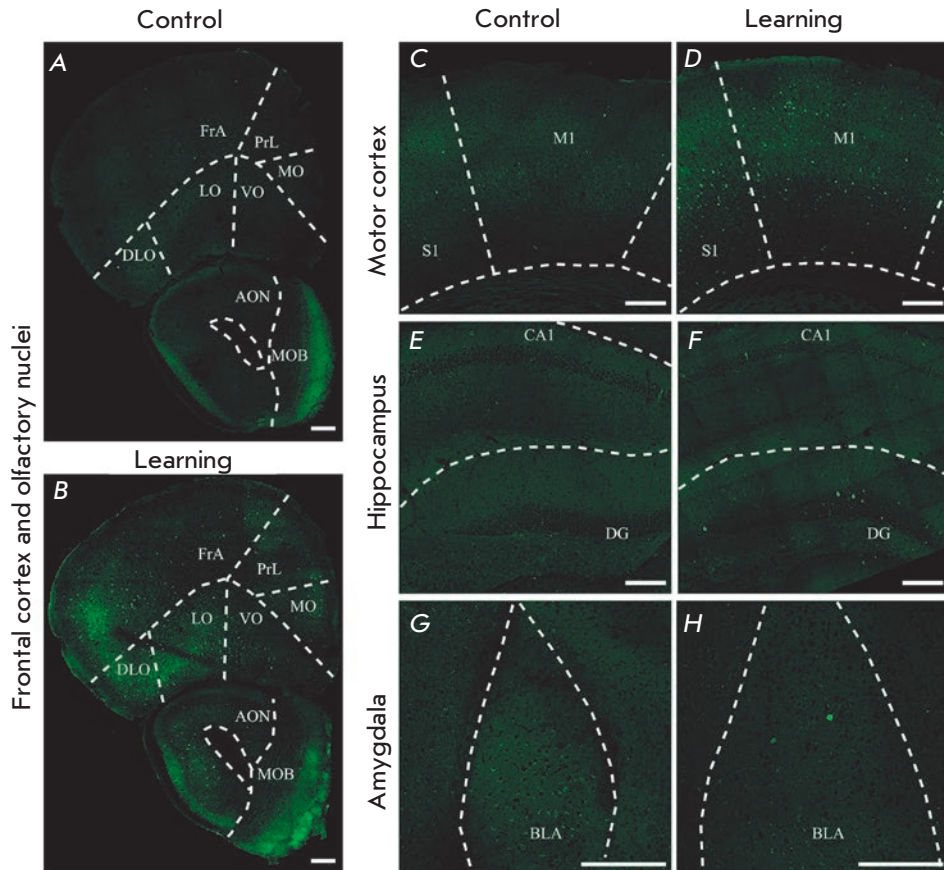 Control
Control
Learning
Frontal cortex and olfactory nuclei
A
FrA
PrL
MO
LO
VO
DLO
AON
MOB
Learning
B
FrA
PrL
MO
LO
VO
DLO
AON
MOB
Motor cortex
C
M1
S1
D
M1
S1
Hippocampus
E
CA1
DG
F
CA1
DG
Amygdala
G
BLA
H
BLA